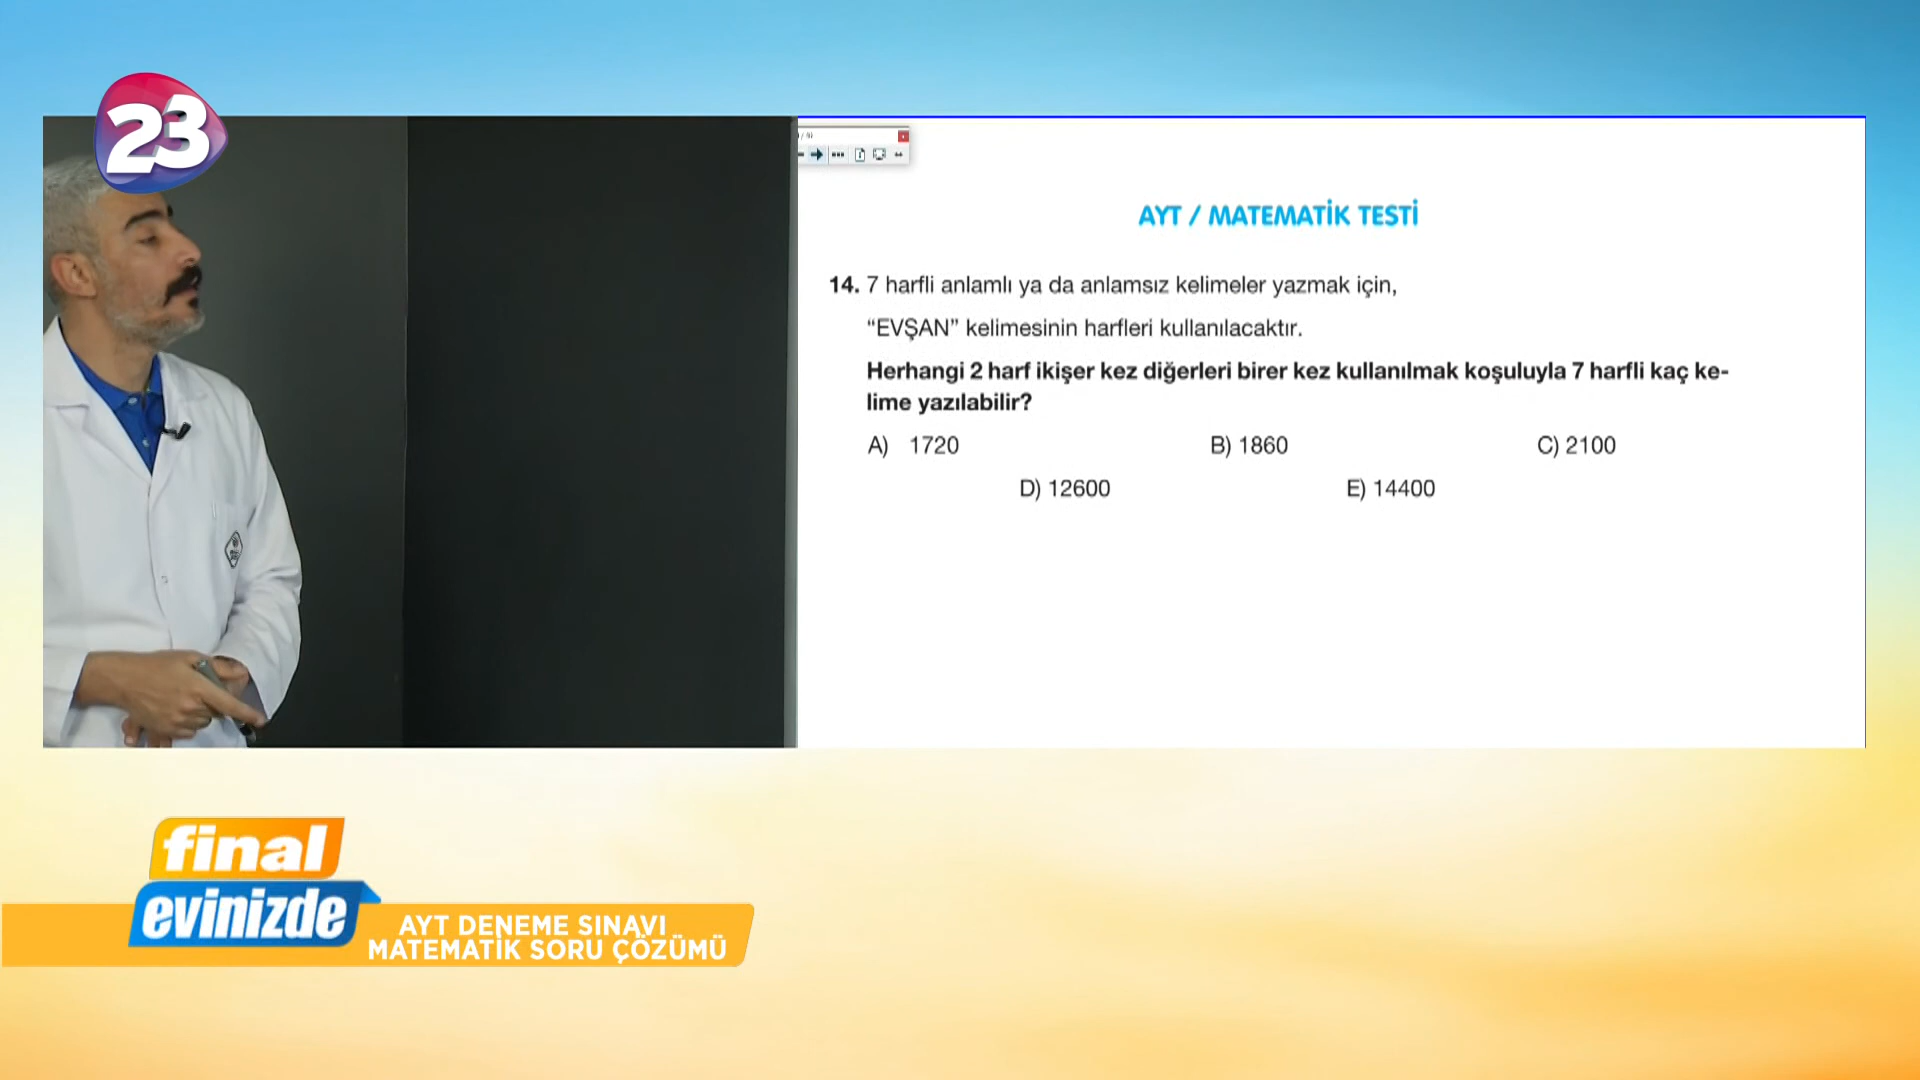 23
AYT / MATEMATİK TESTİ
14. 7 harfli anlamlı ya da anlamsız kelimeler yazmak için,
“EVŞAN” kelimesinin harfleri kullanılacaktır.
Herhangi 2 harf ikişer kez diğerleri birer kez kullanılmak koşuluyla 7 harfli kaç ke-
lime yazılabilir?
A) 1720 B) 1860 C) 2100
D) 12600 E) 14400
final
evinizde
AYT DENEME SINAVI
MATEMATİK SORU ÇÖZÜMÜ